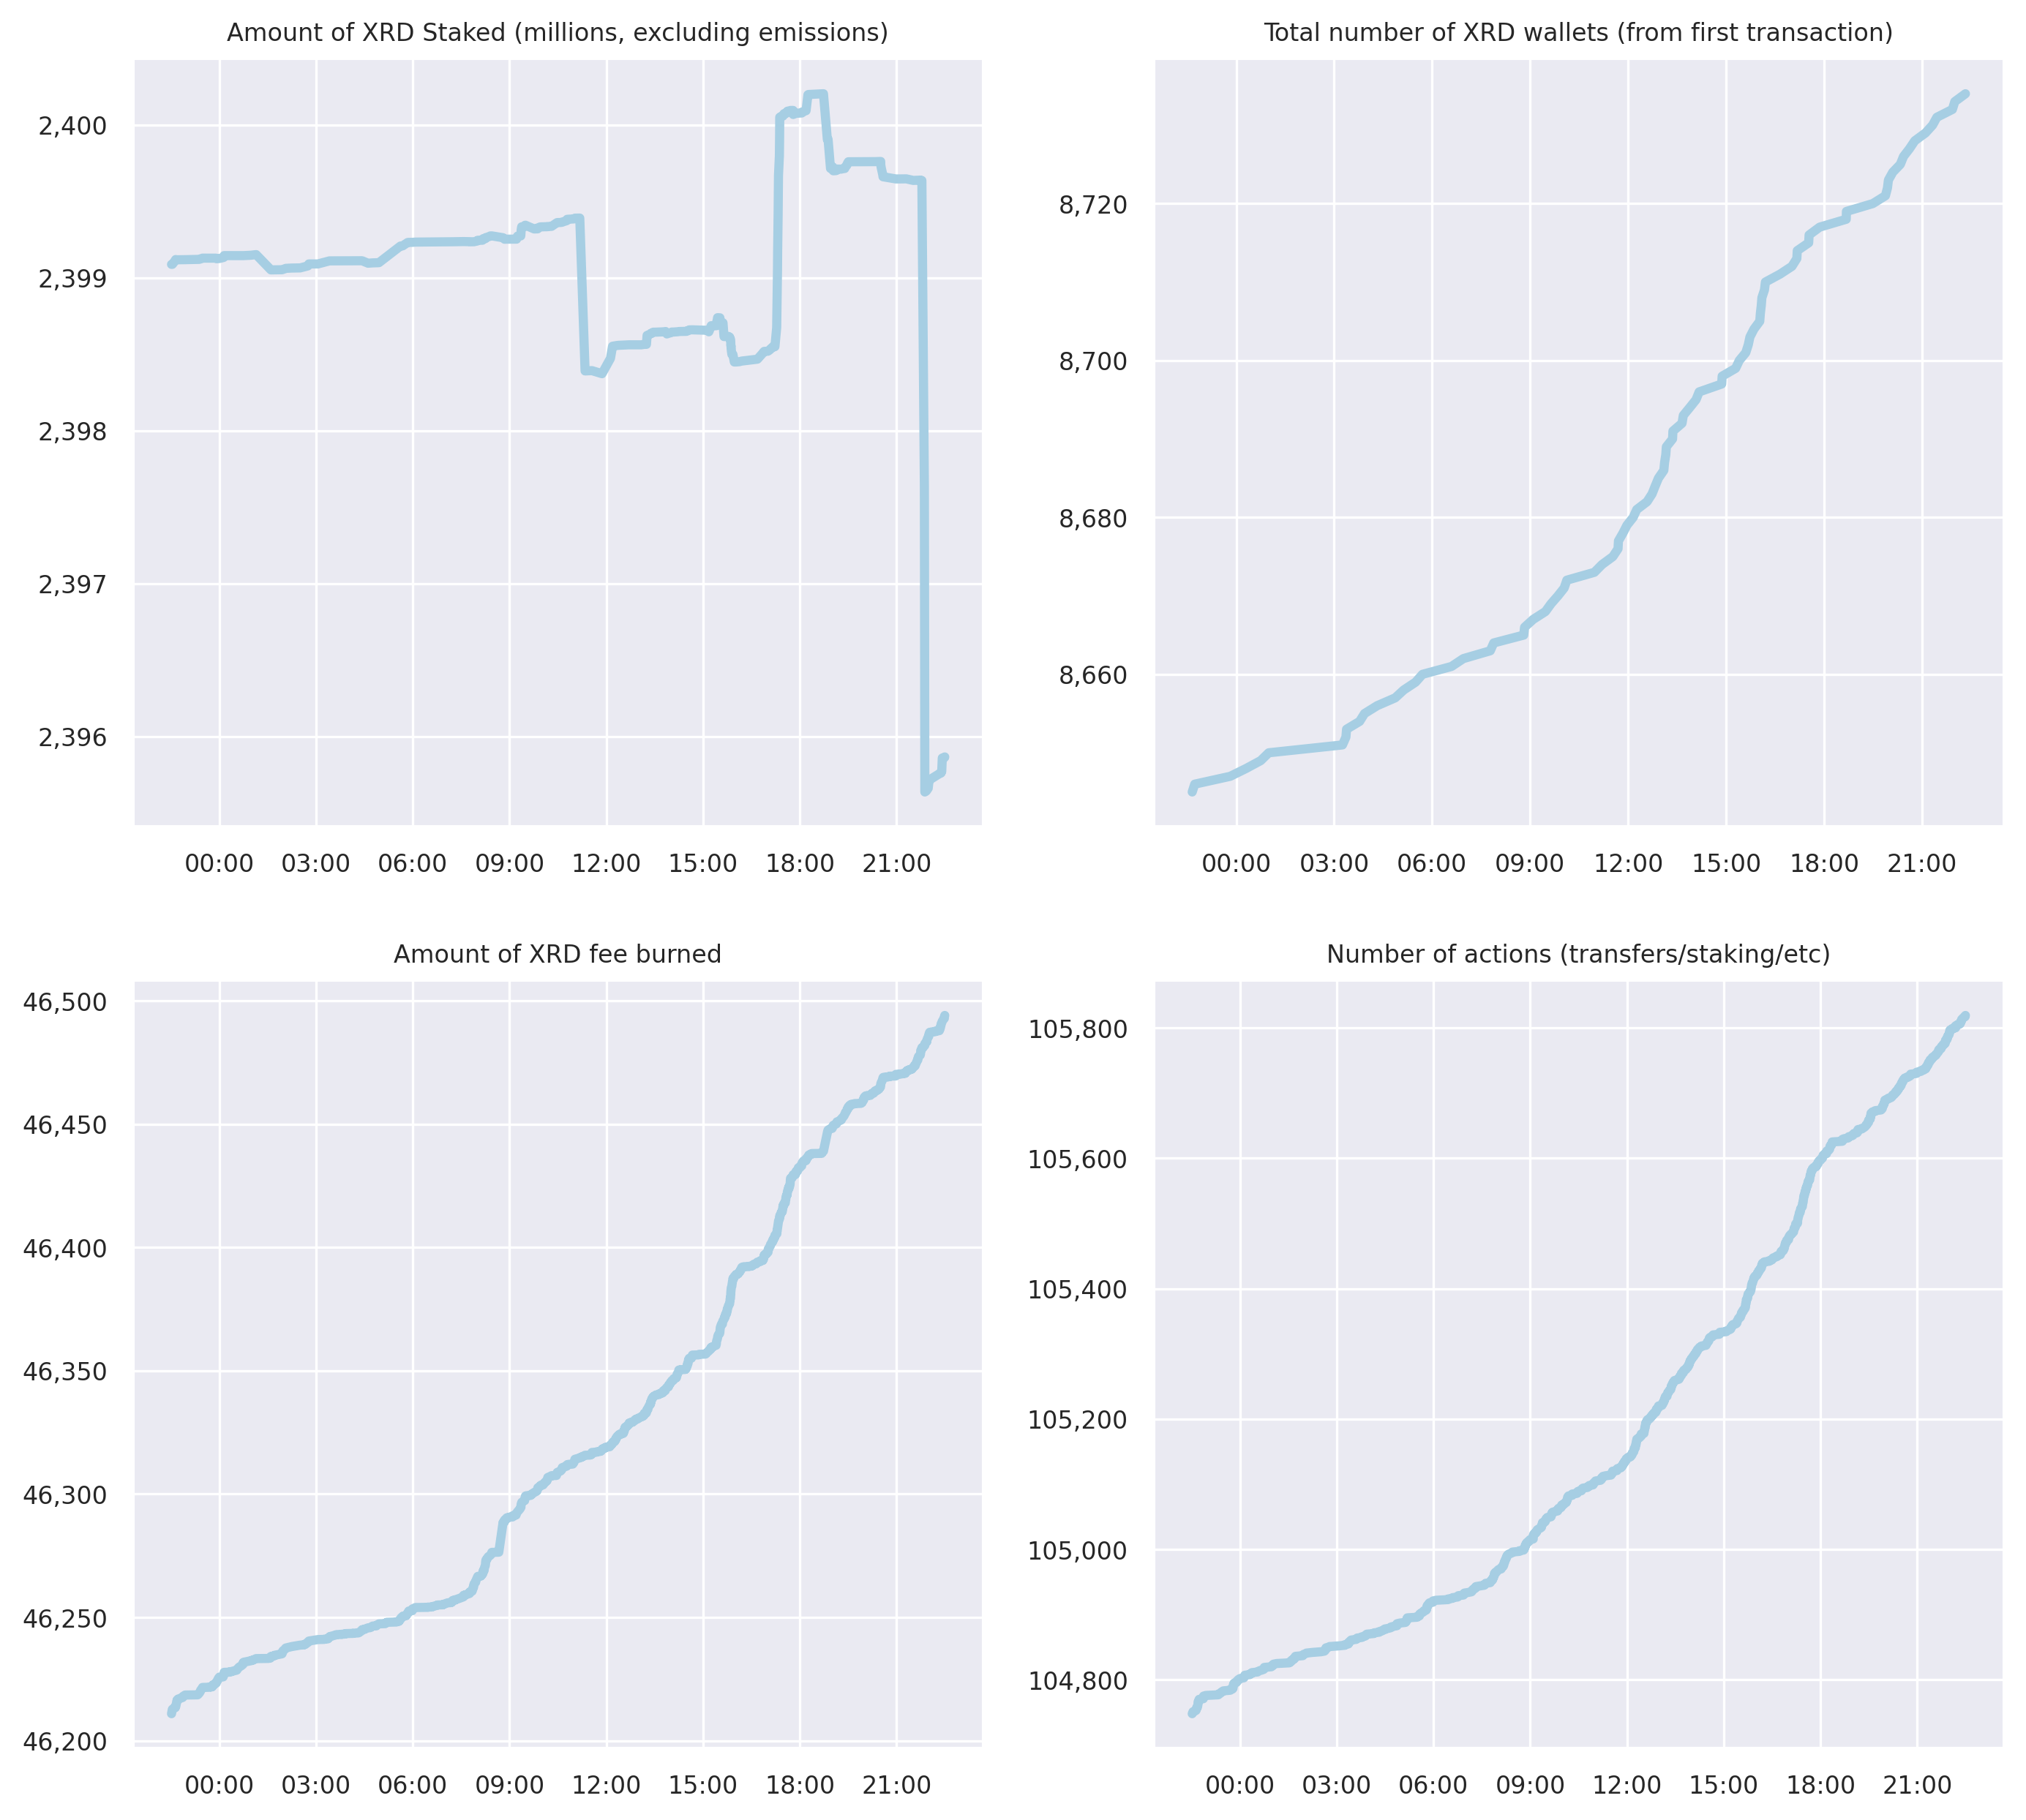 Amount of XRD Staked (millions, excluding emissions)
2,400
2,399
2,398
2,397
2,396
00:00 03:00 06:00 09:00 12:00 15:00 18:00 21:00
Total number of XRD wallets (from first transaction)
8,720
8,700
8,680
8,660
00:00 03:00 06:00 09:00 12:00 15:00 18:00 21:00
Amount of XRD fee burned
46,500
46,450
46,400
46,350
46,300
46,250
46,200
00:00 03:00 06:00 09:00 12:00 15:00 18:00 21:00
Number of actions (transfers/staking/etc)
105,800
105,600
105,400
105,200
105,000
104,800
00:00 03:00 06:00 09:00 12:00 15:00 18:00 21:00